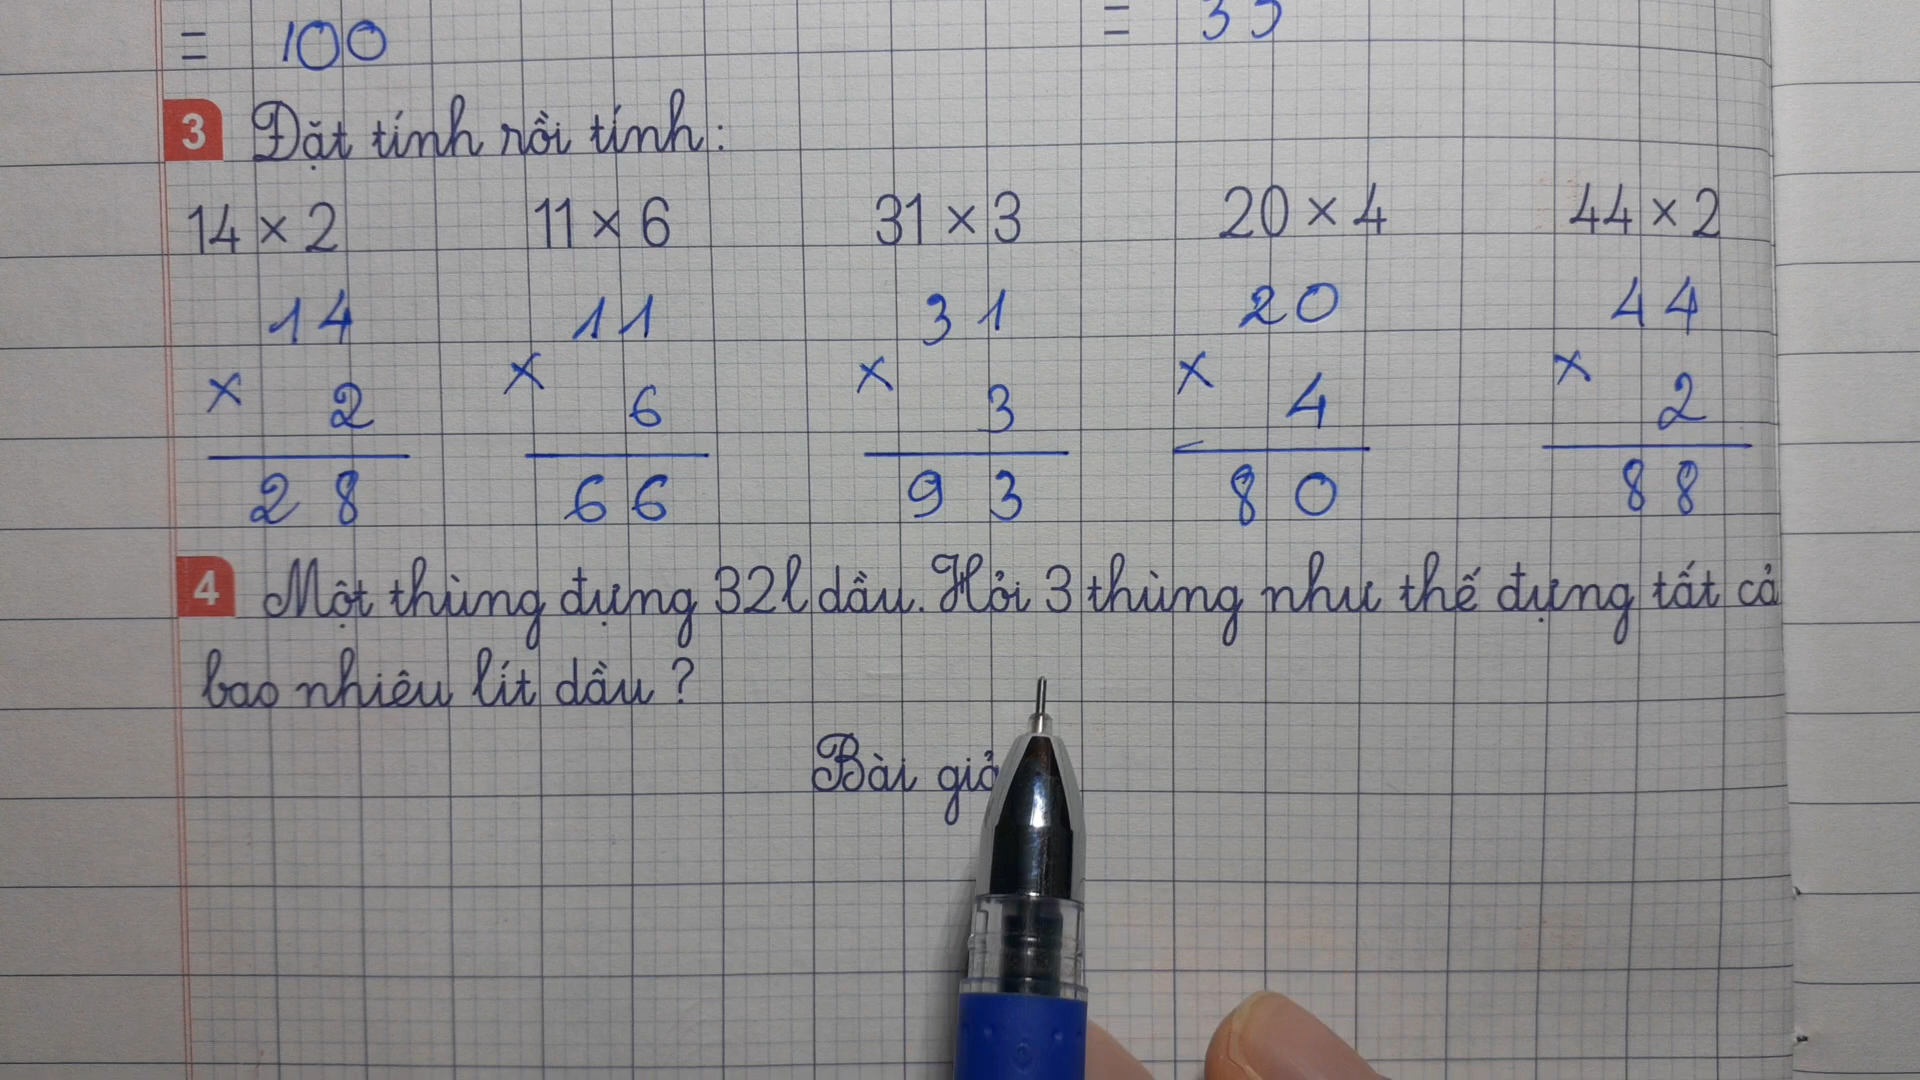 = 100
3 Đặt tính rồi tính:
14 × 2 11 × 6 31 × 3 20 × 4 44 × 2
14 11 31 20 44
× × × × ×
2 6 3 4 2
28 66 93 80 88
4 Một thùng đựng 32l dầu. Hỏi 3 thùng như thế đựng tất cả
bao nhiêu lít dầu ?
Bài